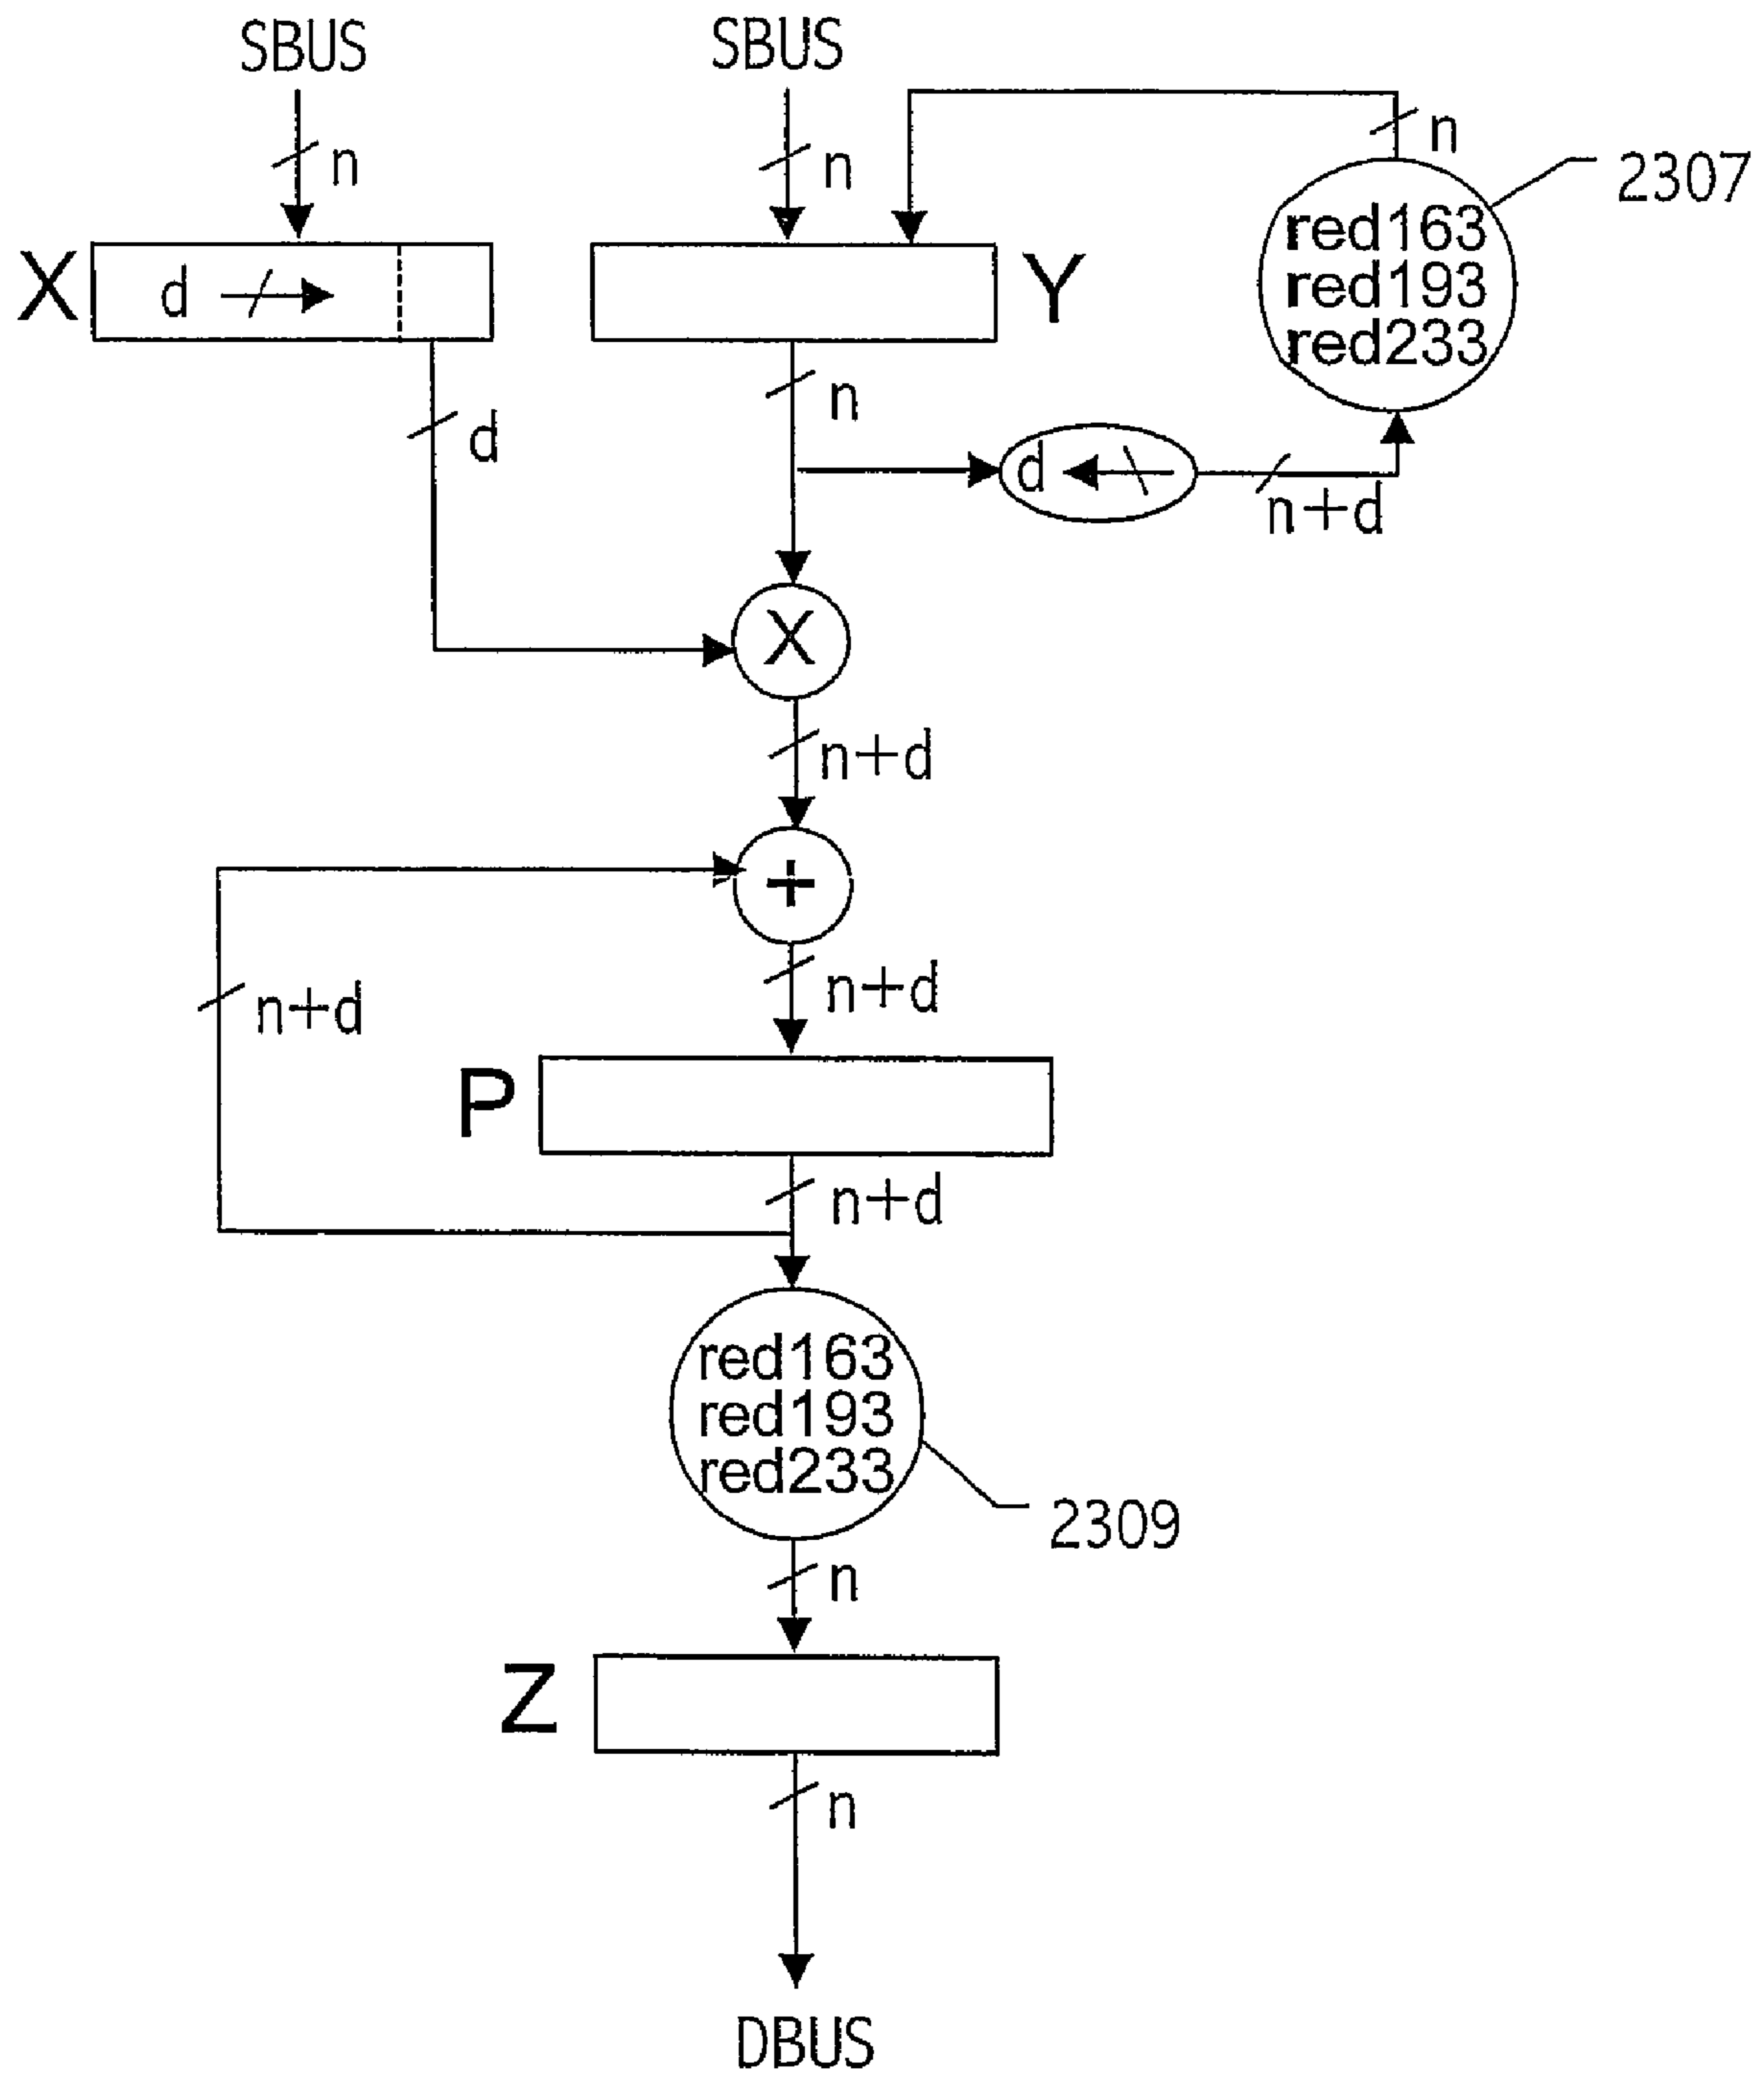 SBUS
SBUS
n
n
n
2307
red163
red193
red233
X
d
Y
n
d
d
n+d
X
n+d
+
n+d
n+d
P
n+d
red163
red193
red233
2309
n
Z
n
DBUS